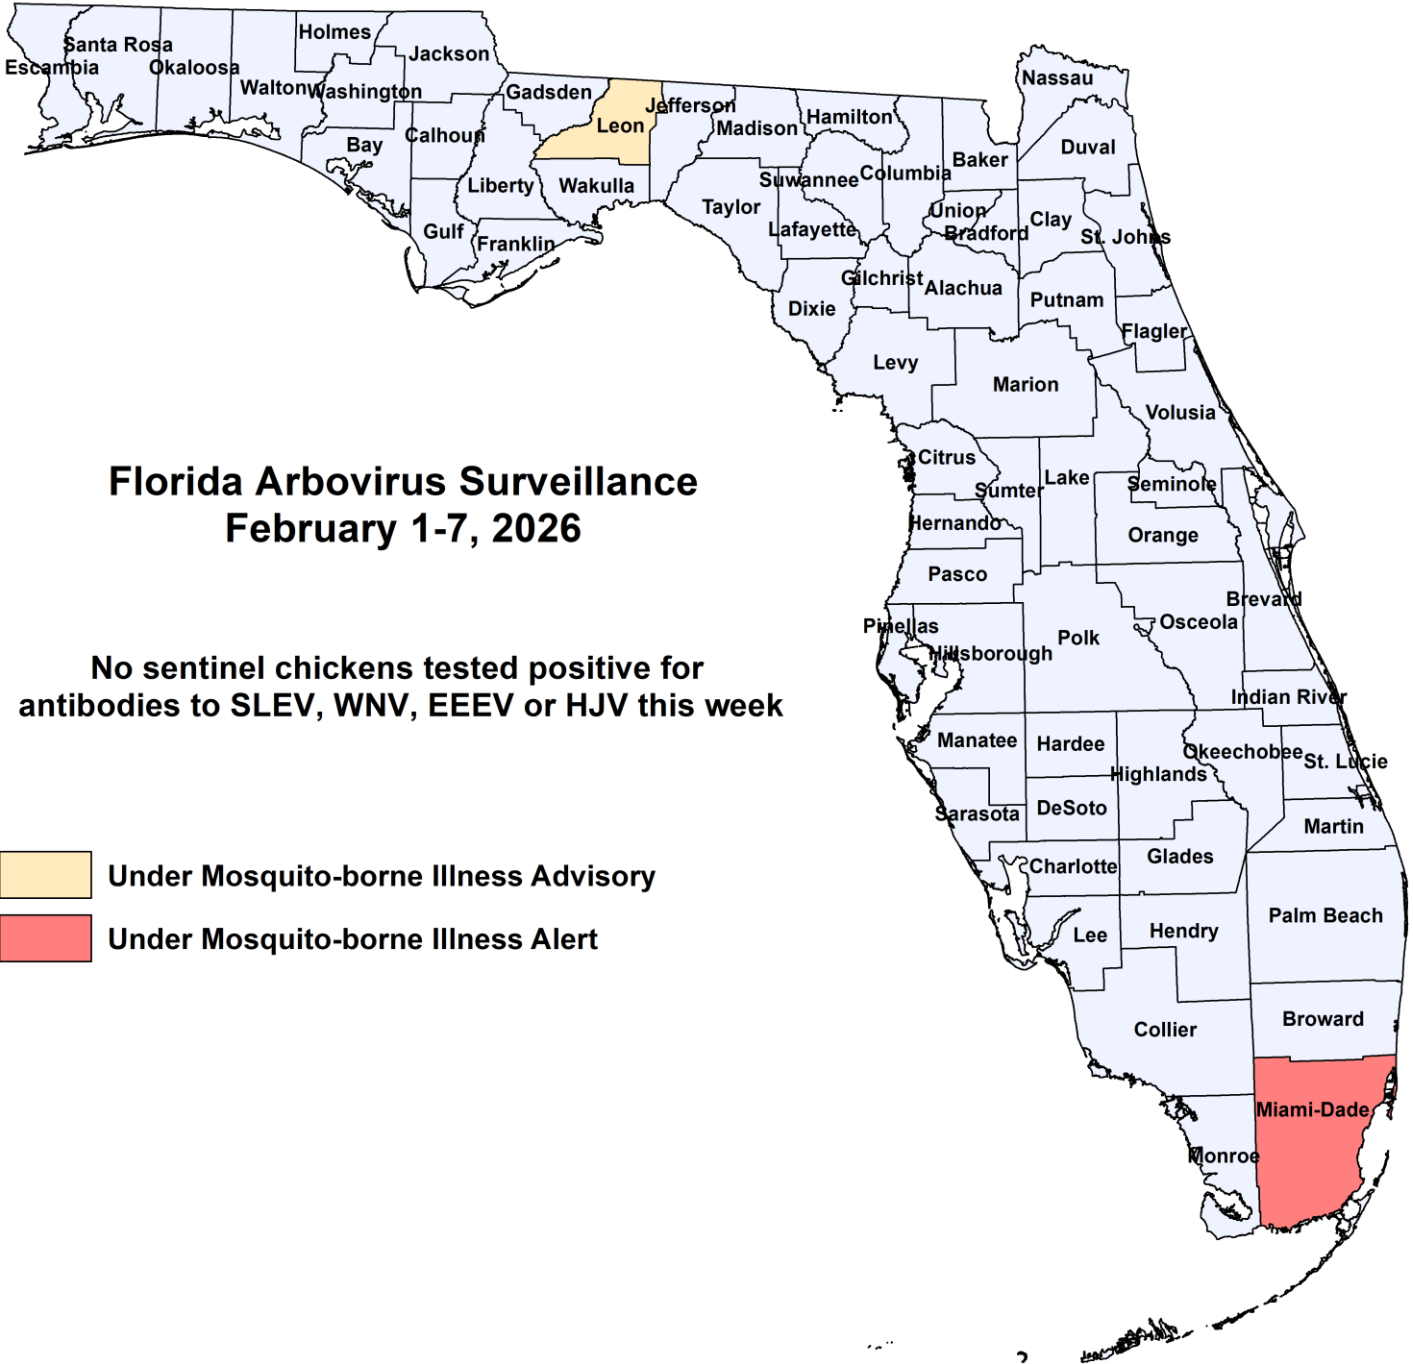 Holmes
Jackson
Santa Rosa
Escambia
Okaloosa
Walton
Washington
Gadsden
Leon
Jefferson
Madison
Hamilton
Nassau
Calhoun
Bay
Liberty
Wakulla
Gulf
Franklin
Taylor
Suwannee
Columbia
Baker
Duval
Lafayette
Union
Bradford
Clay
St. Johns
Gilchrist
Alachua
Putnam
Dixie
Flagler
Levy
Marion
Volusia
Citrus
Sumter
Lake
Seminole
Florida Arbovirus Surveillance
February 1-7, 2026
Hernando
Orange
Pasco
Brevard
Pinellas
Hillsborough
Polk
Osceola
No sentinel chickens tested positive for
antibodies to SLEV, WNV, EEEV or HJV this week
Indian River
Manatee
Hardee
Highlands
Okeechobee
St. Lucie
Sarasota
DeSoto
Martin
Charlotte
Glades
Under Mosquito-borne Illness Advisory
Under Mosquito-borne Illness Alert
Lee
Hendry
Palm Beach
Collier
Broward
Miami-Dade
Monroe